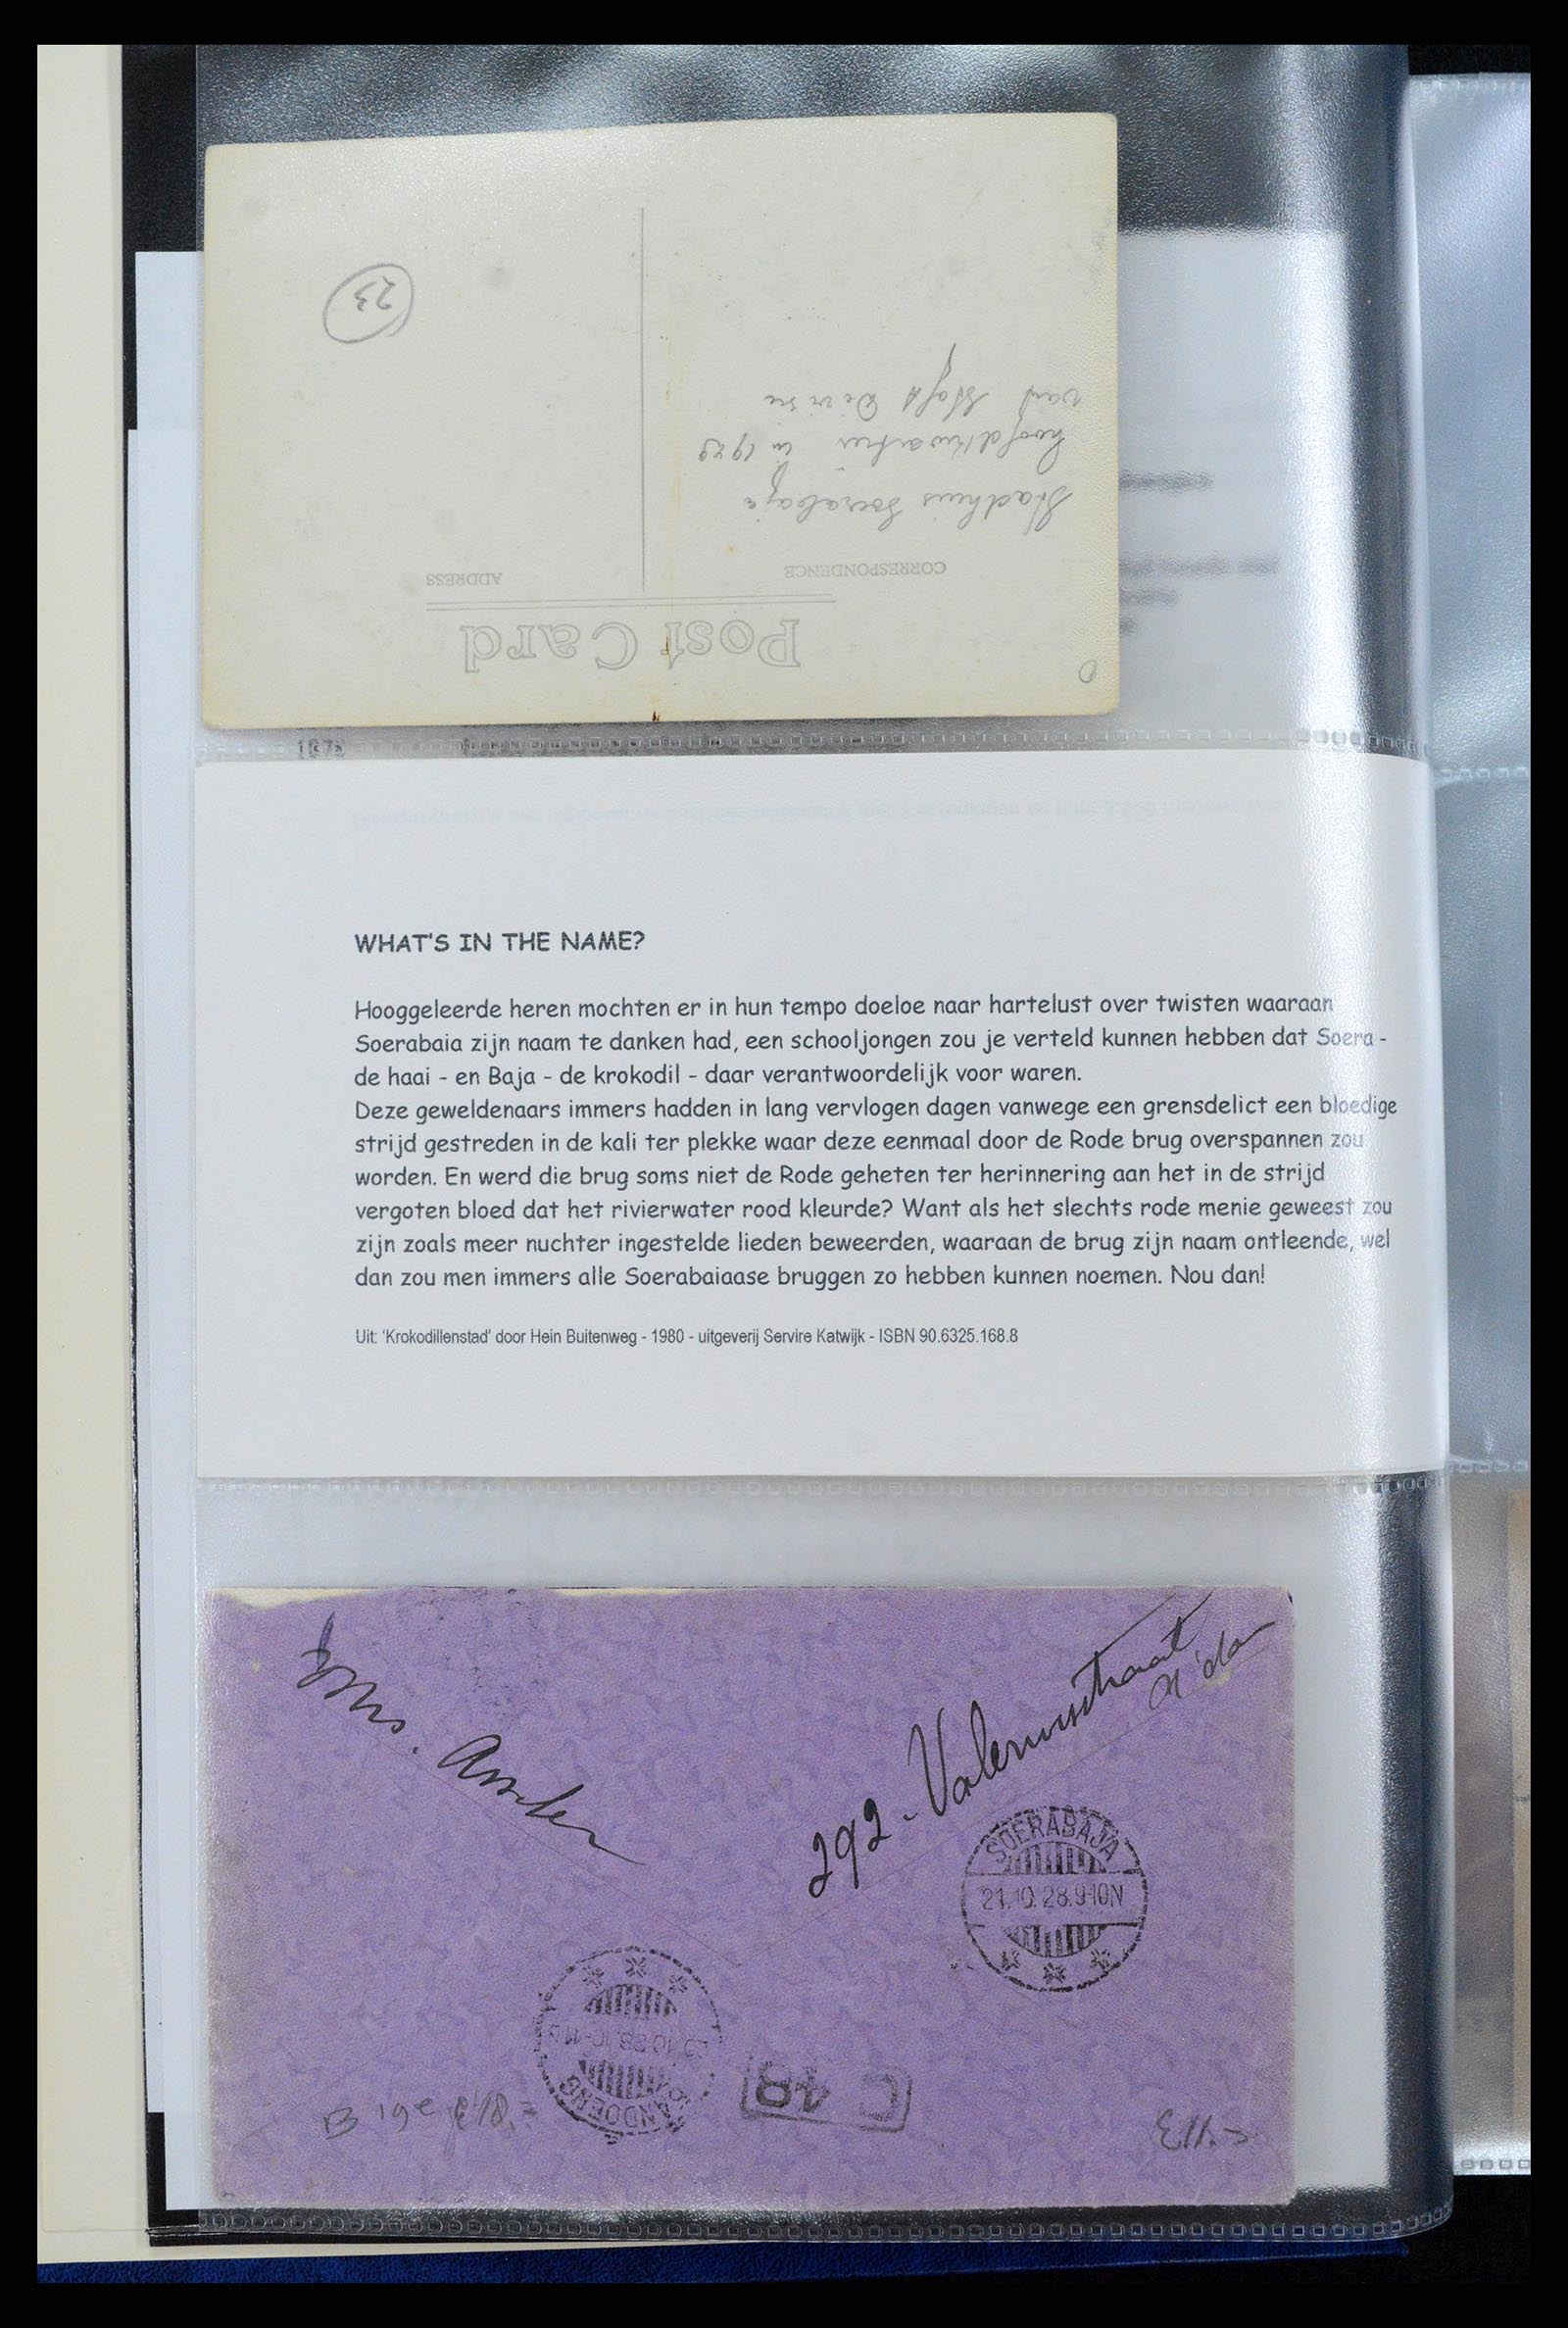 23
Stadhuis Soerabaja
hoofdkwartier in 19
van
CORRESPONDENCE
ADDRESS
Post Card
WHAT'S IN THE NAME?
Hooggeleerde heren mochten er in hun tempo doeloe naar hartelust over twisten waaraan
Soerabaia zijn naam te danken had, een schooljongen zou je verteld kunnen hebben dat Soera -
de haai - en Baja - de krokodil - daar verantwoordelijk voor waren.
Deze geweldenaars immers hadden in lang vervlogen dagen vanwege een grensdelict een bloedige
strijd gestreden in de kali ter plekke waar deze eenmaal door de Rode brug overspannen zou
worden. En werd die brug soms niet de Rode geheten ter herinnering aan het in de strijd
vergoten bloed dat het rivierwater rood kleurde? Want als het slechts rode menie geweest zou
zijn zoals meer nuchter ingestelde lieden beweerden, waaraan de brug zijn naam ontleende, wel
dan zou men immers alle Soerabaiaase bruggen zo hebben kunnen noemen. Nou dan!
Uit: 'Krokodillenstad' door Hein Buitenweg - 1980 - uitgeverij Servire Katwijk - ISBN 90.6325.168.8
292 - Valeriusstraat
A'dam
SOERABAJA
21.10.28.9-10N
BANDOENG
C 48